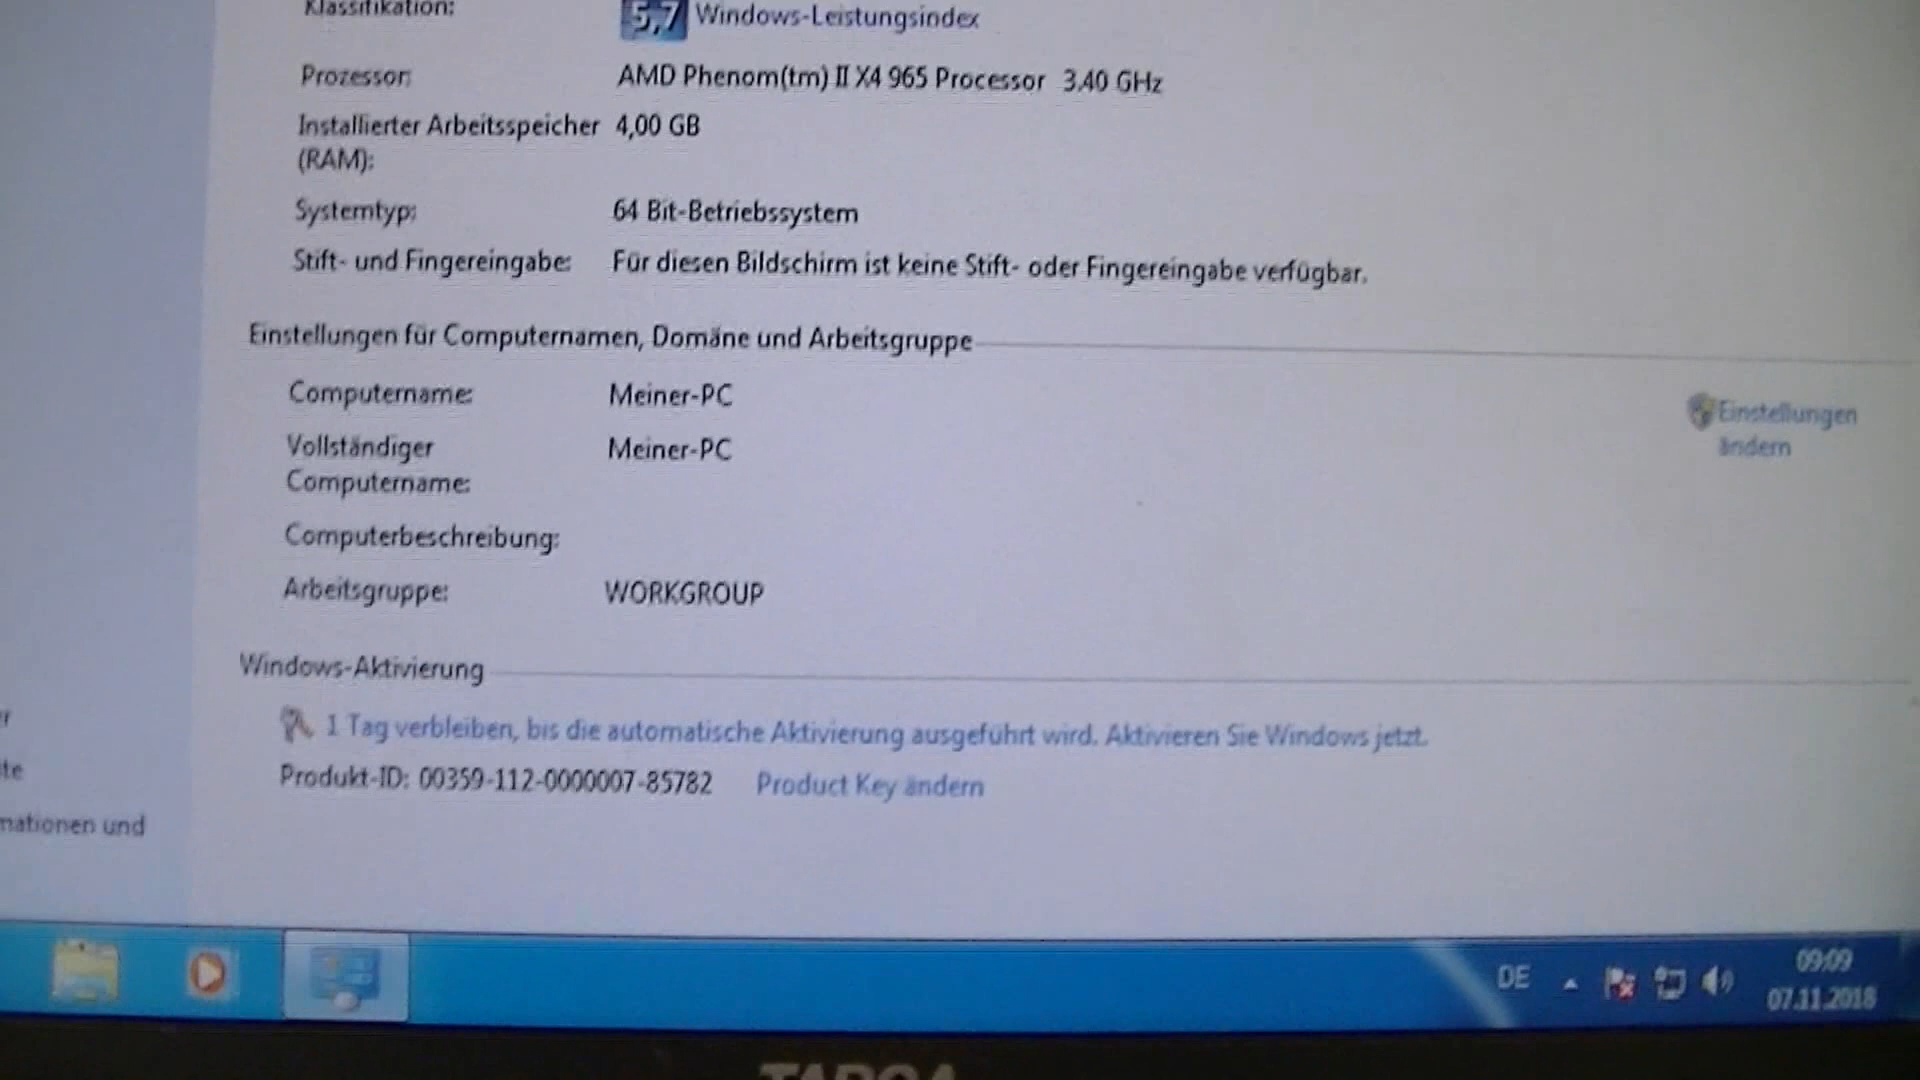 Klassifikation:
5,7 Windows-Leistungsindex
Prozessor:
AMD Phenom(tm) II X4 965 Processor 3.40 GHz
Installierter Arbeitsspeicher (RAM):
4,00 GB
Systemtyp:
64 Bit-Betriebssystem
Stift- und Fingereingabe:
Für diesen Bildschirm ist keine Stift- oder Fingereingabe verfügbar.
Einstellungen für Computernamen, Domäne und Arbeitsgruppe
Computername:
Meiner-PC
Einstellungen
ändern
Vollständiger
Computername:
Meiner-PC
Computerbeschreibung:
Arbeitsgruppe:
WORKGROUP
Windows-Aktivierung
1 Tag verbleiben, bis die automatische Aktivierung ausgeführt wird. Aktivieren Sie Windows jetzt.
Produkt-ID: 00359-112-0000007-85782 Product Key ändern
und
DE
09:09
07.11.2018
TARGA